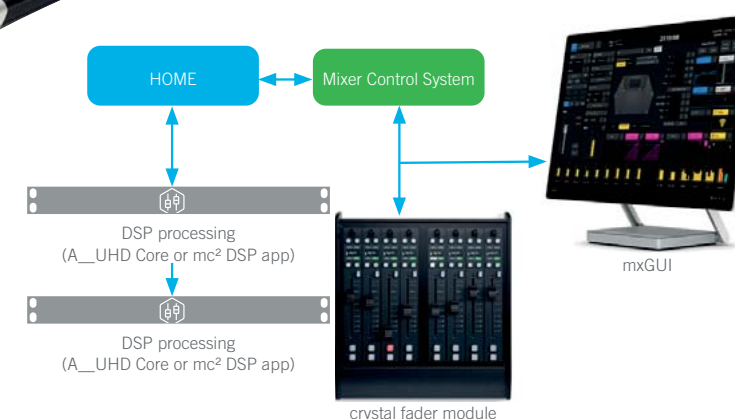 HOME
Mixer Control System
DSP processing
(A__UHD Core or mc² DSP app)
mxGUI
DSP processing
(A__UHD Core or mc² DSP app)
crystal fader module